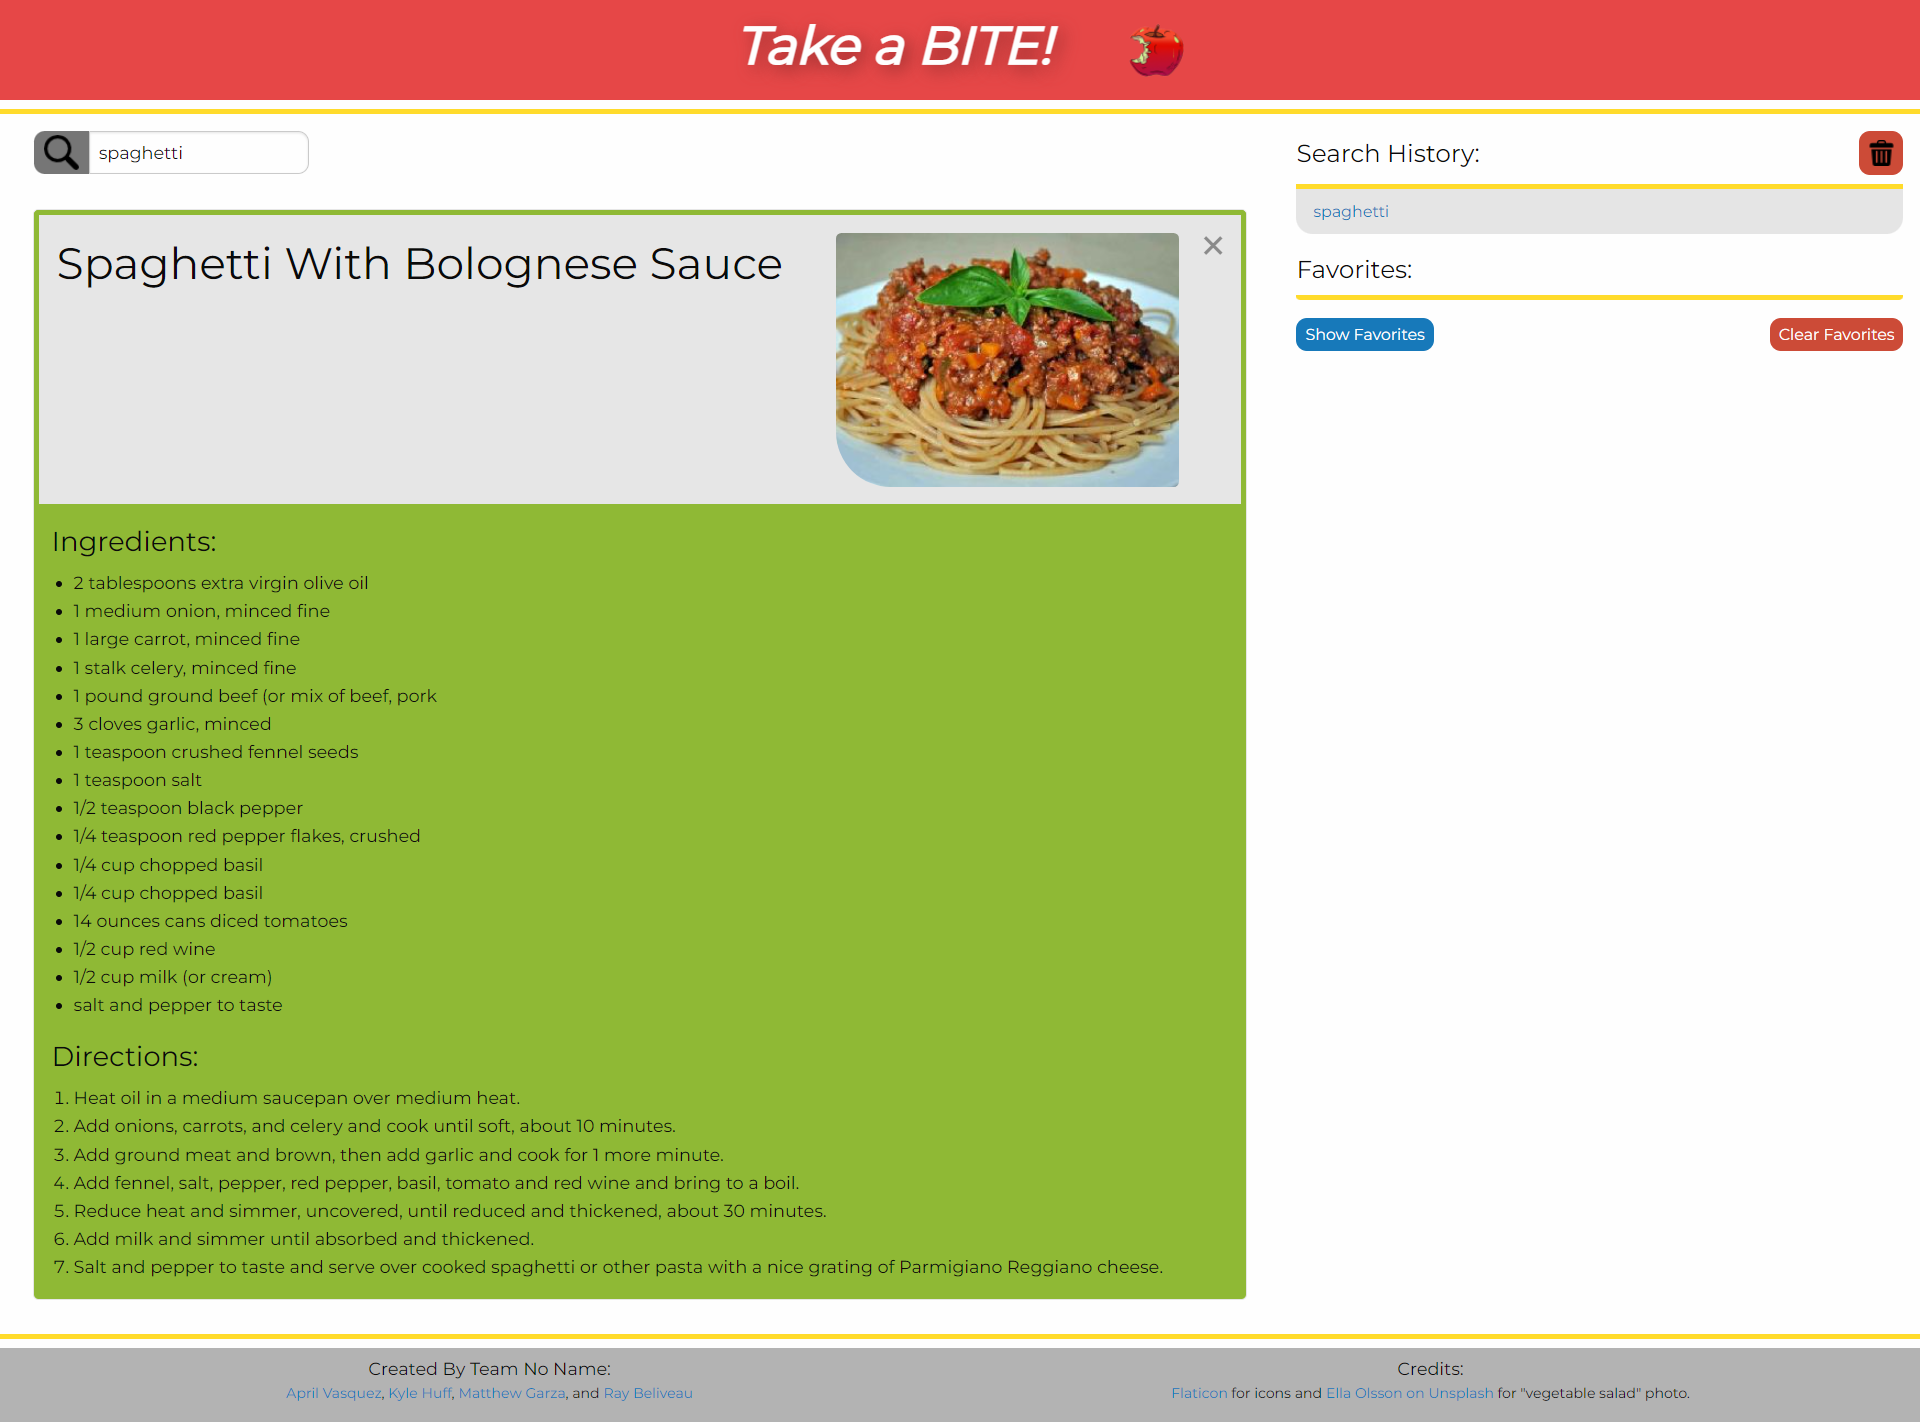 Take a BITE!
spaghetti
Search History:
spaghetti
Favorites:
Show Favorites
Clear Favorites
Spaghetti With Bolognese Sauce
Ingredients:
2 tablespoons extra virgin olive oil
1 medium onion, minced fine
1 large carrot, minced fine
1 stalk celery, minced fine
1 pound ground beef (or mix of beef, pork
3 cloves garlic, minced
1 teaspoon crushed fennel seeds
1 teaspoon salt
1/2 teaspoon black pepper
1/4 teaspoon red pepper flakes, crushed
1/4 cup chopped basil
1/4 cup chopped basil
14 ounces cans diced tomatoes
1/2 cup red wine
1/2 cup milk (or cream)
salt and pepper to taste
Directions:
1. Heat oil in a medium saucepan over medium heat.
2. Add onions, carrots, and celery and cook until soft, about 10 minutes.
3. Add ground meat and brown, then add garlic and cook for 1 more minute.
4. Add fennel, salt, pepper, red pepper, basil, tomato and red wine and bring to a boil.
5. Reduce heat and simmer, uncovered, until reduced and thickened, about 30 minutes.
6. Add milk and simmer until absorbed and thickened.
7. Salt and pepper to taste and serve over cooked spaghetti or other pasta with a nice grating of Parmigiano Reggiano cheese.
Created By Team No Name:
April Vasquez, Kyle Huff, Matthew Garza, and Ray Beliveau
Credits:
Flaticon for icons and Ella Olsson on Unsplash for "vegetable salad" photo.